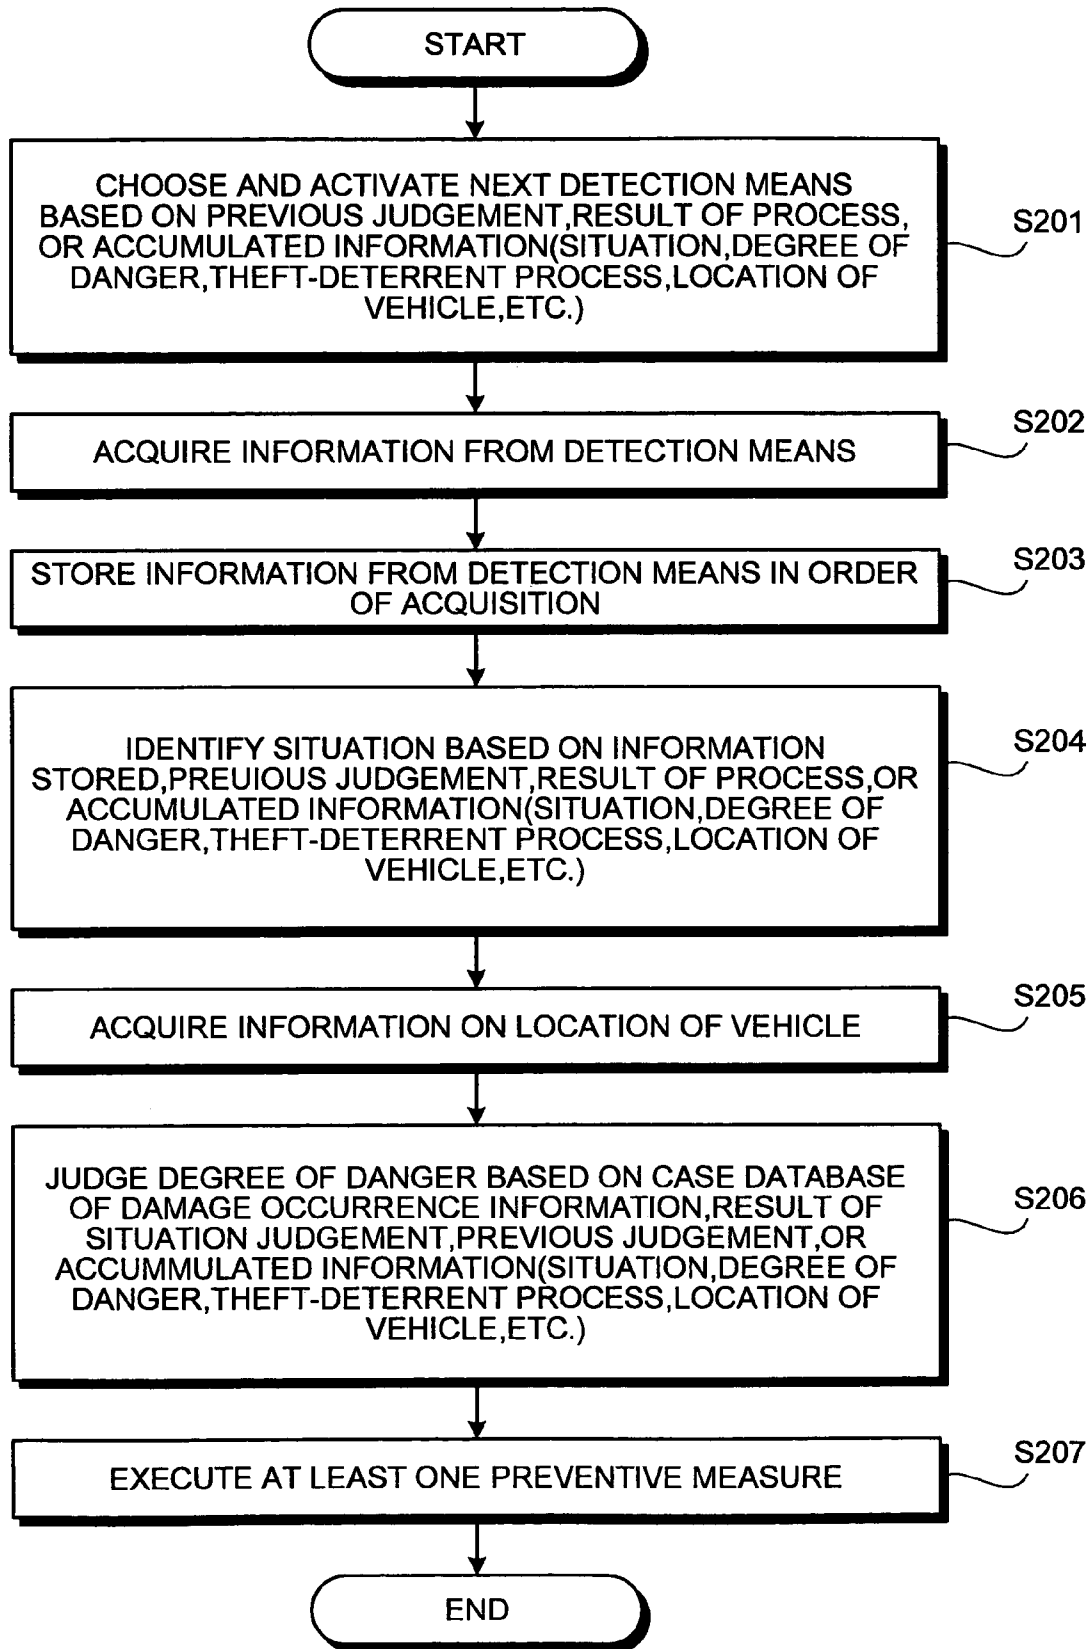 START
CHOOSE AND ACTIVATE NEXT DETECTION MEANS
BASED ON PREVIOUS JUDGEMENT,RESULT OF PROCESS,
OR ACCUMULATED INFORMATION(SITUATION,DEGREE OF
DANGER,THEFT-DETERRENT PROCESS,LOCATION OF
VEHICLE,ETC.)
S201
ACQUIRE INFORMATION FROM DETECTION MEANS
S202
STORE INFORMATION FROM DETECTION MEANS IN ORDER
OF ACQUISITION
S203
IDENTIFY SITUATION BASED ON INFORMATION
STORED,PREUIOUS JUDGEMENT,RESULT OF PROCESS,OR
ACCUMULATED INFORMATION(SITUATION,DEGREE OF
DANGER,THEFT-DETERRENT PROCESS,LOCATION OF
VEHICLE,ETC.)
S204
ACQUIRE INFORMATION ON LOCATION OF VEHICLE
S205
JUDGE DEGREE OF DANGER BASED ON CASE DATABASE
OF DAMAGE OCCURRENCE INFORMATION,RESULT OF
SITUATION JUDGEMENT,PREVIOUS JUDGEMENT,OR
ACCUMMULATED INFORMATION(SITUATION,DEGREE OF
DANGER,THEFT-DETERRENT PROCESS,LOCATION OF
VEHICLE,ETC.)
S206
EXECUTE AT LEAST ONE PREVENTIVE MEASURE
S207
END